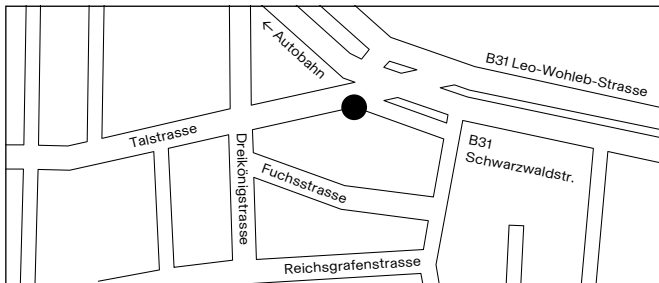 ← Autobahn
B31 Leo-Wohleb-Strasse
Talstrasse
Dreikönigstrasse
B31
Schwarzwaldstr.
Fuchsstrasse
Reichsgrafenstrasse